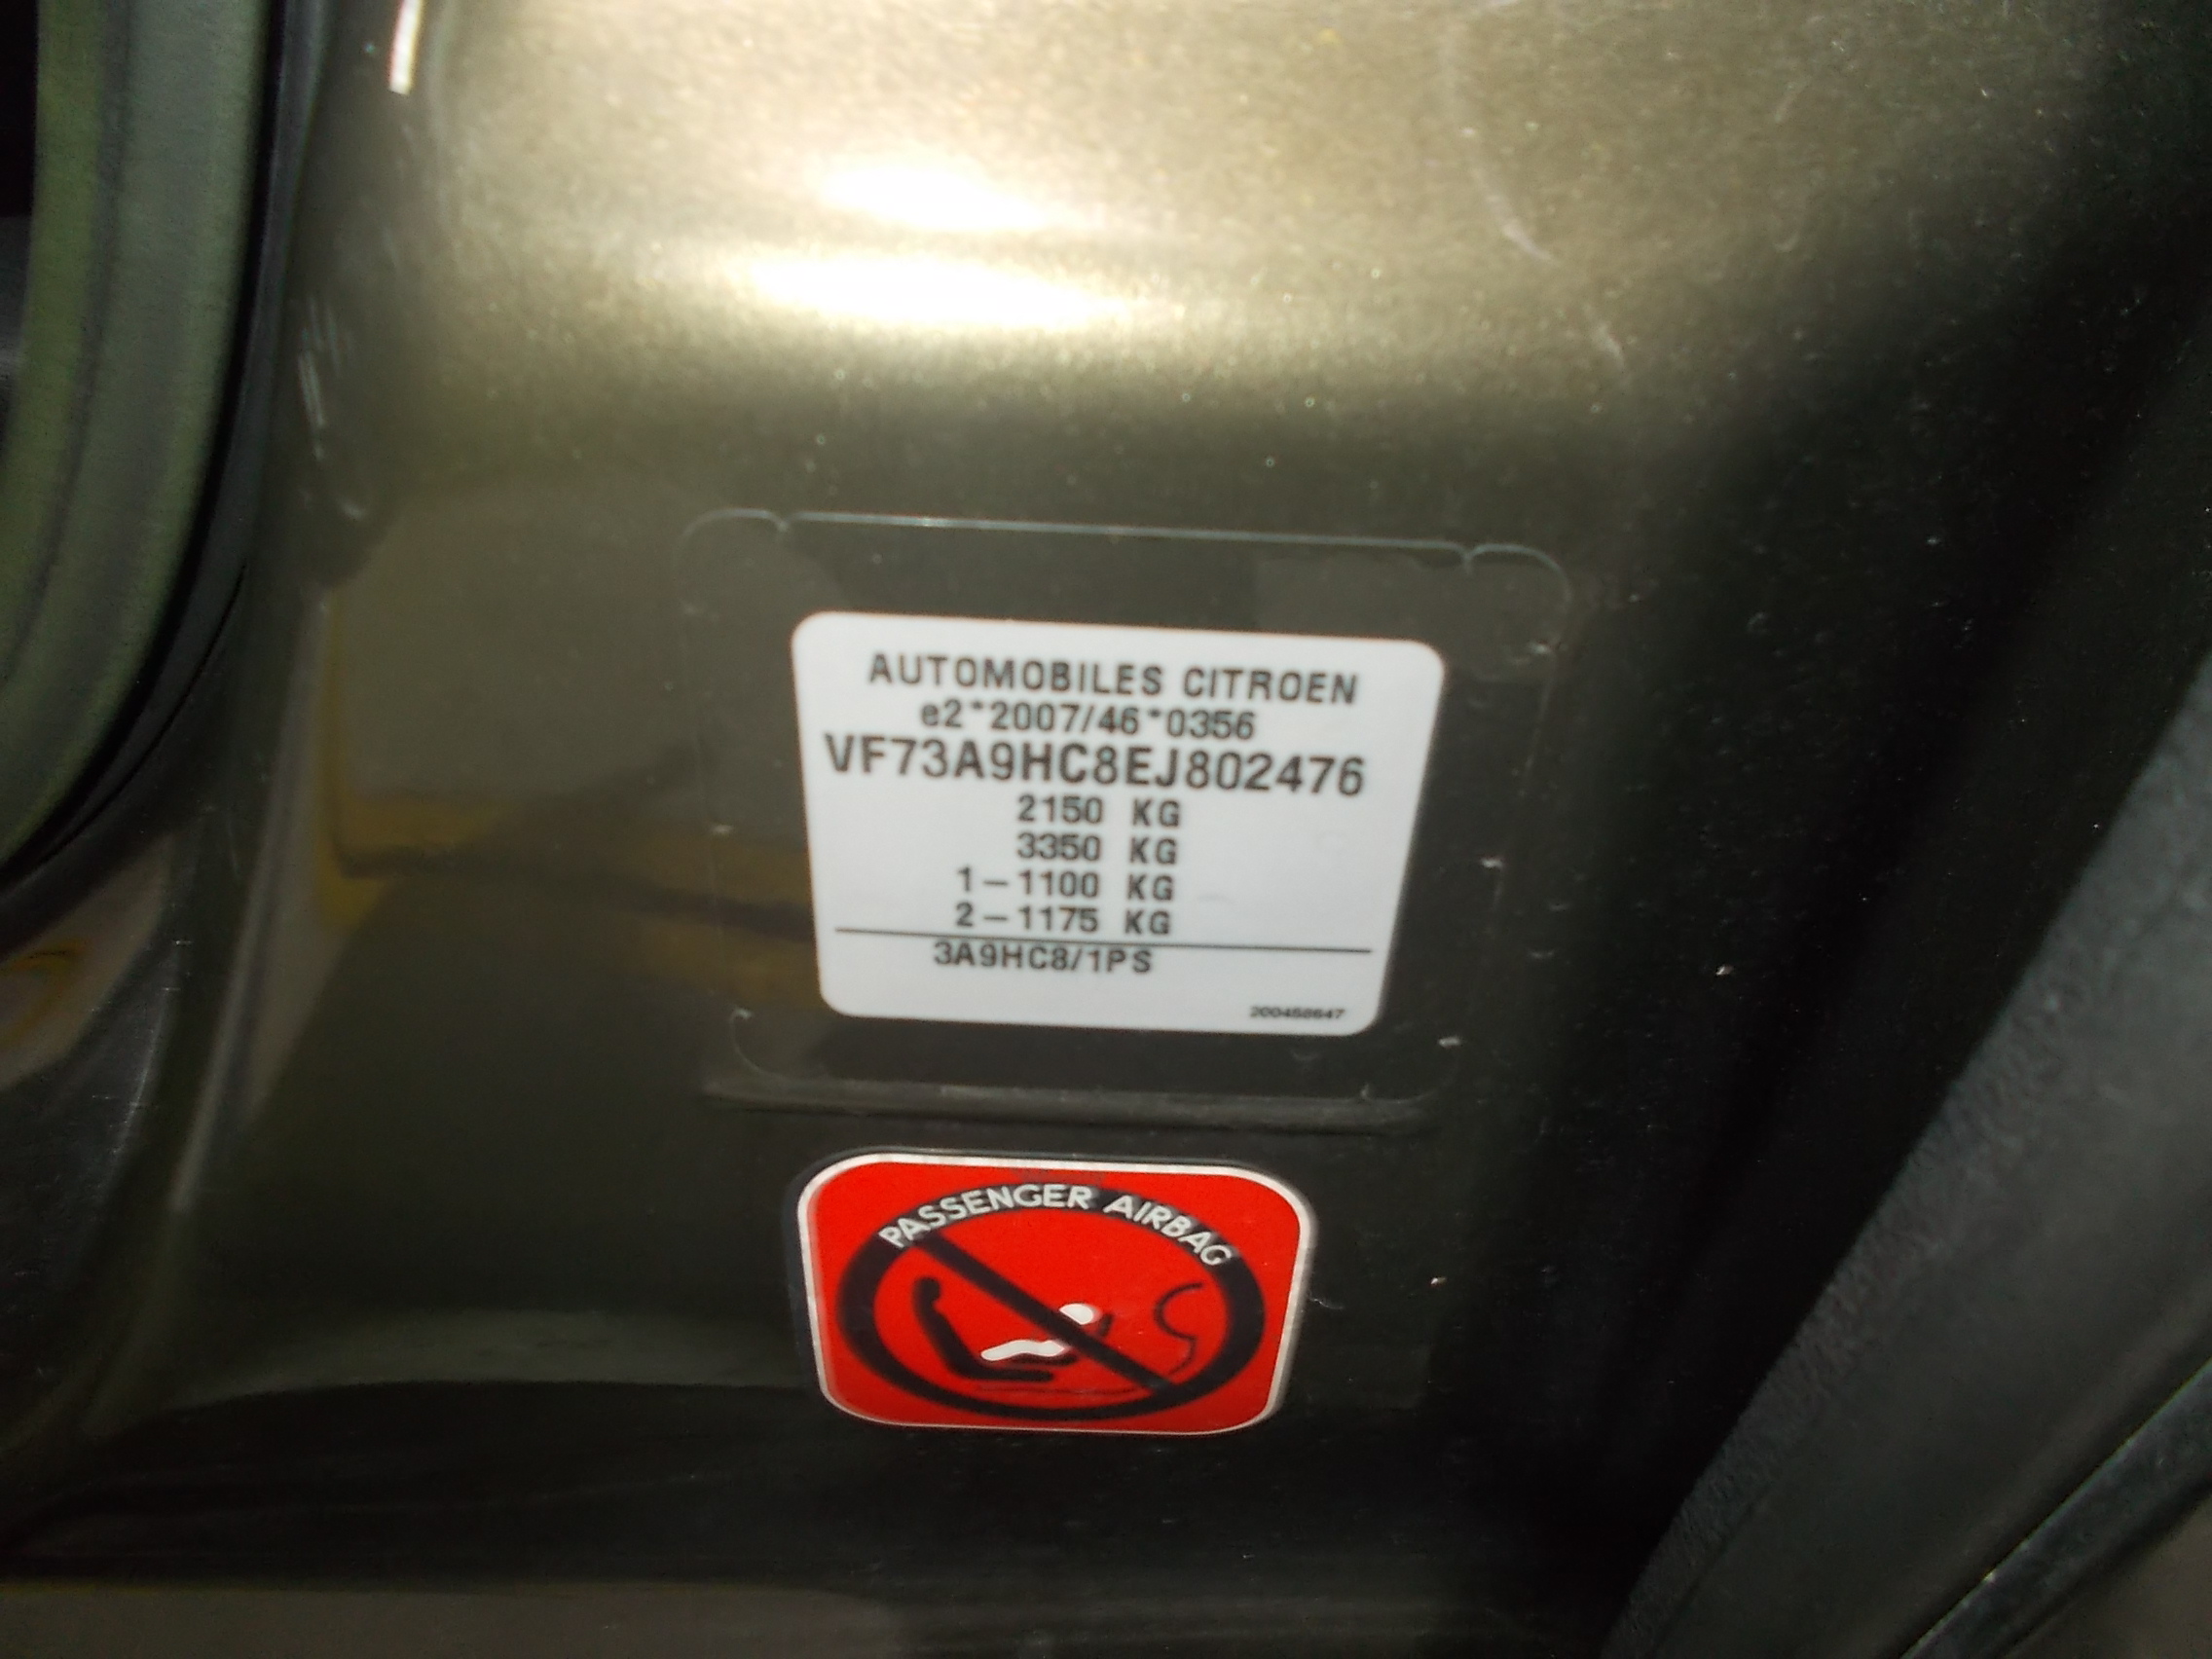 AUTOMOBILES CITROEN
e2*2007/46*0356
VF73A9HC8EJ802476
2150 KG
3350 KG
1–1100 KG
2–1175 KG
3A9HC8/1PS
200458647
PASSENGER AIRBAG